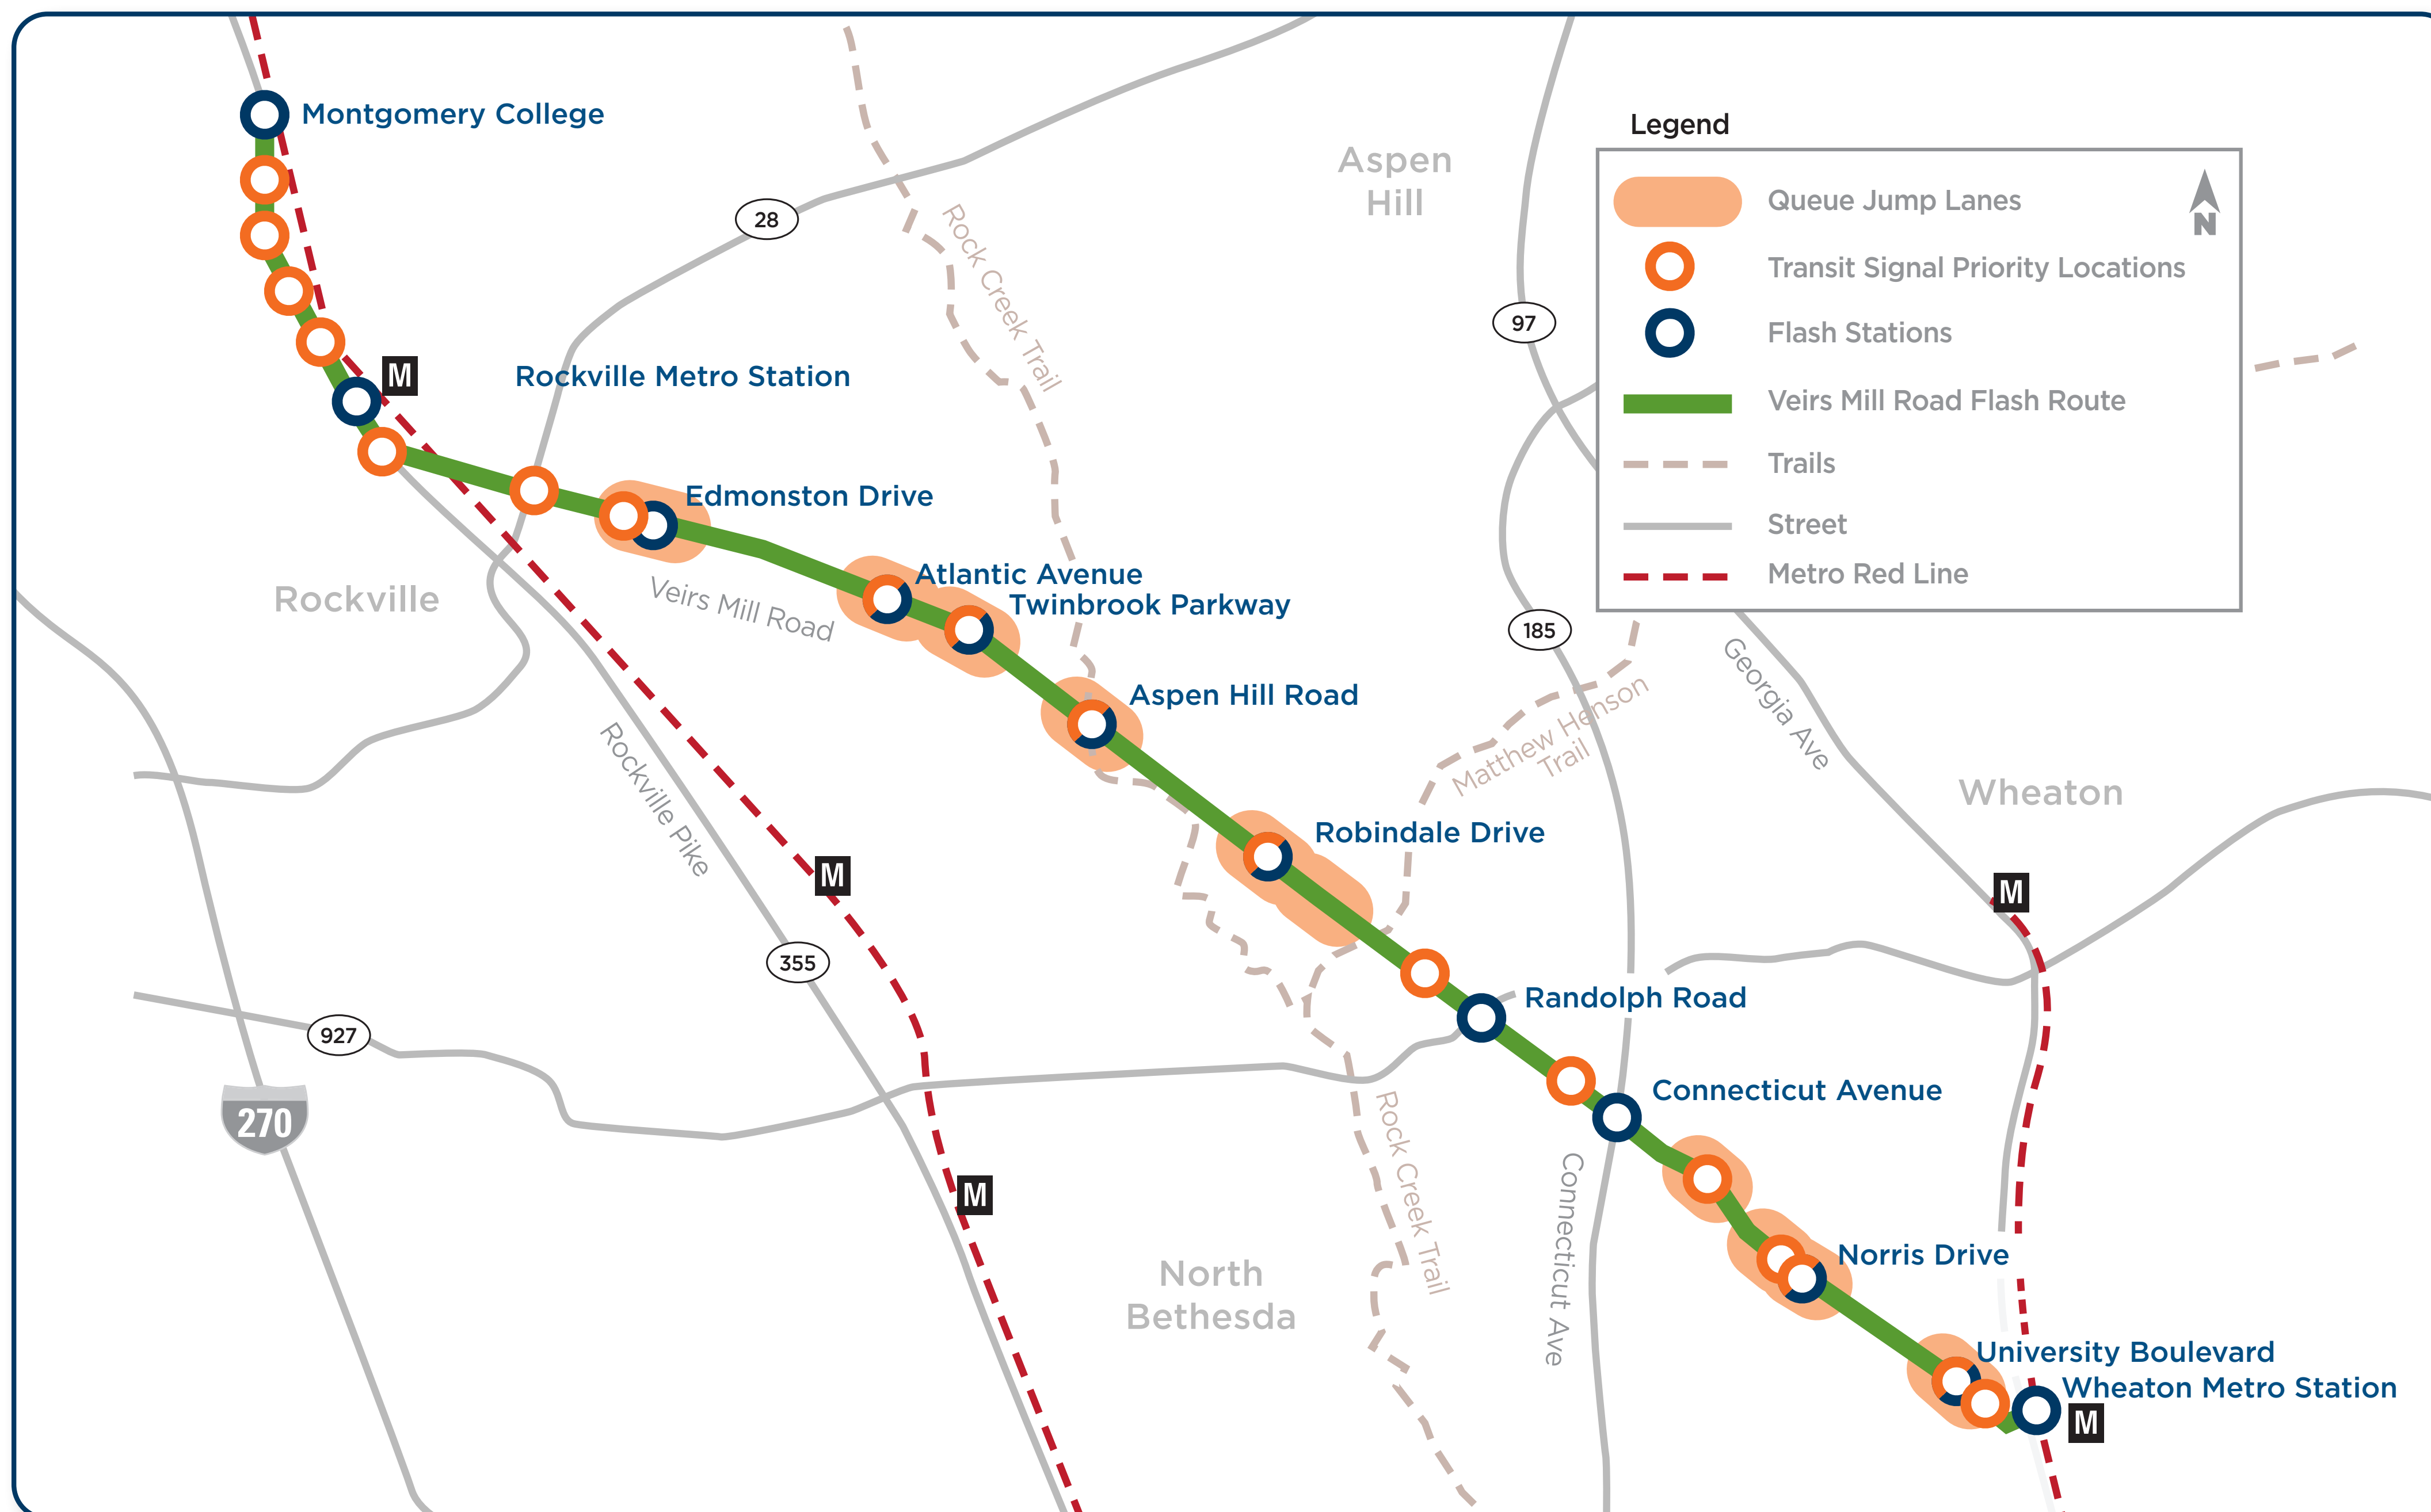 Montgomery College
Legend
Aspen
Hill
Queue Jump Lanes
N
28
Rock Creek Trail
Transit Signal Priority Locations
97
Flash Stations
M
Rockville Metro Station
Veirs Mill Road Flash Route
Trails
Edmonston Drive
Street
Atlantic Avenue
Metro Red Line
Rockville
Veirs Mill Road
Twinbrook Parkway
185
Georgia Ave
Aspen Hill Road
Matthew Henson
Trail
Rockville Pike
Wheaton
Robindale Drive
M
M
355
Randolph Road
927
Connecticut Avenue
270
Rock Creek Trail
M
Connecticut Ave
North
Bethesda
Norris Drive
University Boulevard
Wheaton Metro Station
M